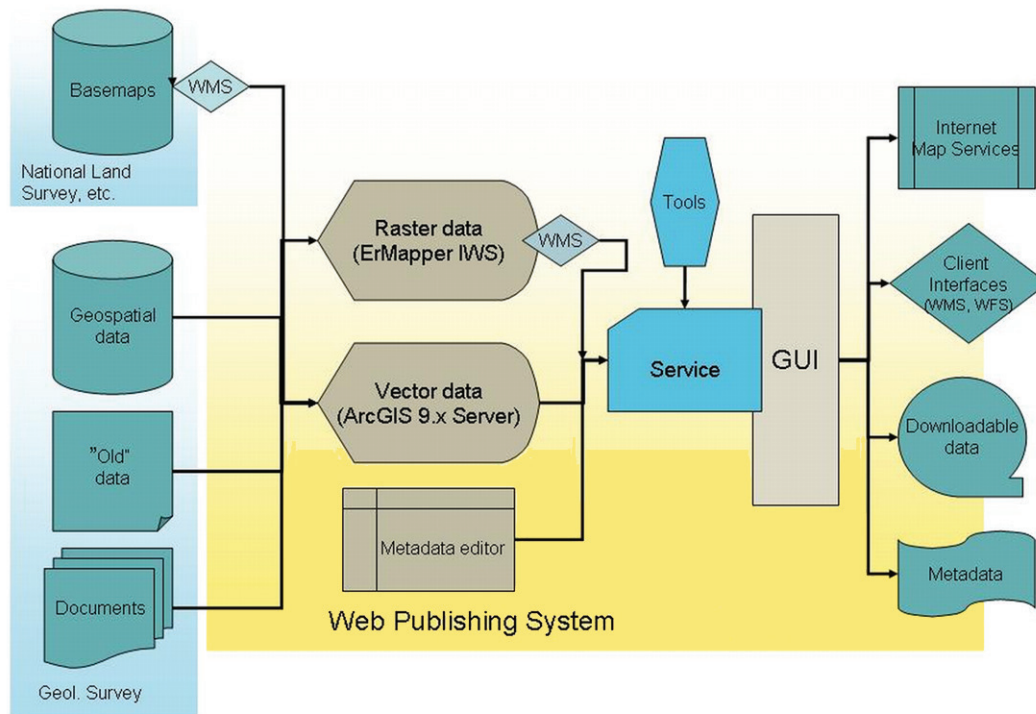 Basemaps
WMS
National Land
Survey, etc.
Geospatial
data
”Old"
data
Documents
Geol. Survey
Raster data
(ErMapper IWS)
WMS
Vector data
(ArcGIS 9.x Server)
Metadata editor
Web Publishing System
Tools
Service
GUI
Internet
Map Services
Client
Interfaces
(WMS, WFS)
Downloadable
data
Metadata